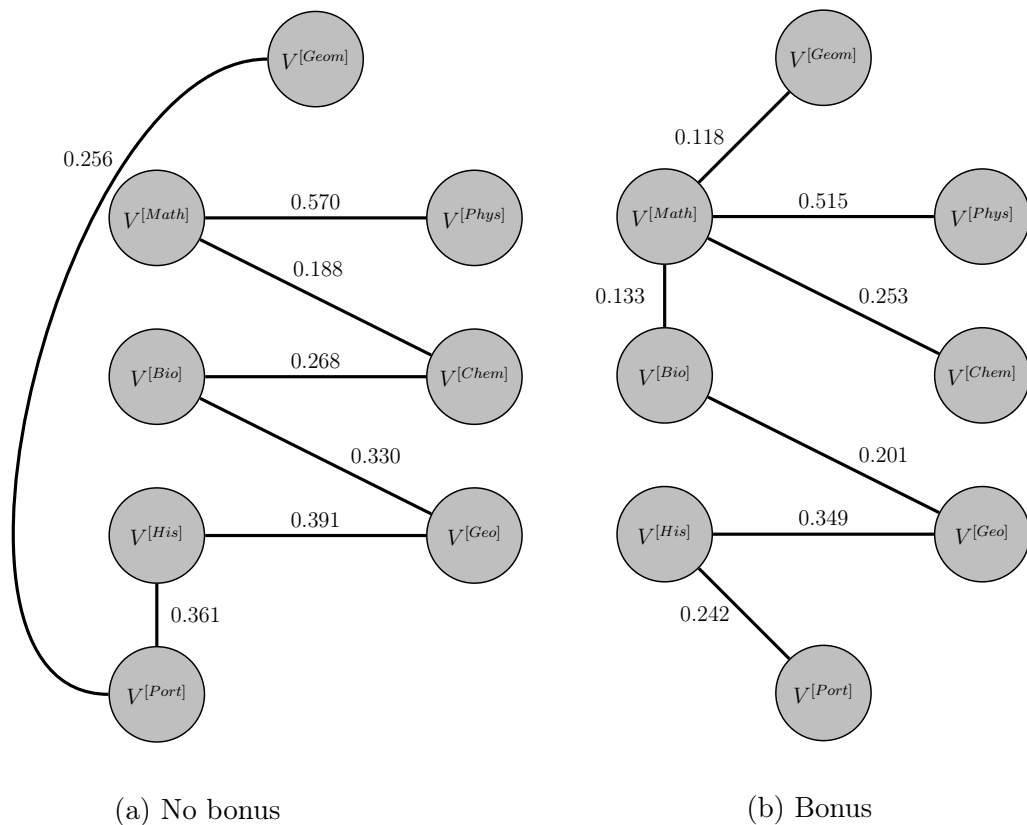 V^{[Geom]}
0.256
V^{[Math]}
0.570
V^{[Phys]}
0.188
V^{[Bio]}
0.268
V^{[Chem]}
0.330
V^{[His]}
0.391
V^{[Geo]}
0.361
V^{[Port]}
(a) No bonus
V^{[Geom]}
0.118
V^{[Math]}
0.515
V^{[Phys]}
0.133
0.253
V^{[Bio]}
V^{[Chem]}
0.201
V^{[His]}
0.349
V^{[Geo]}
0.242
V^{[Port]}
(b) Bonus